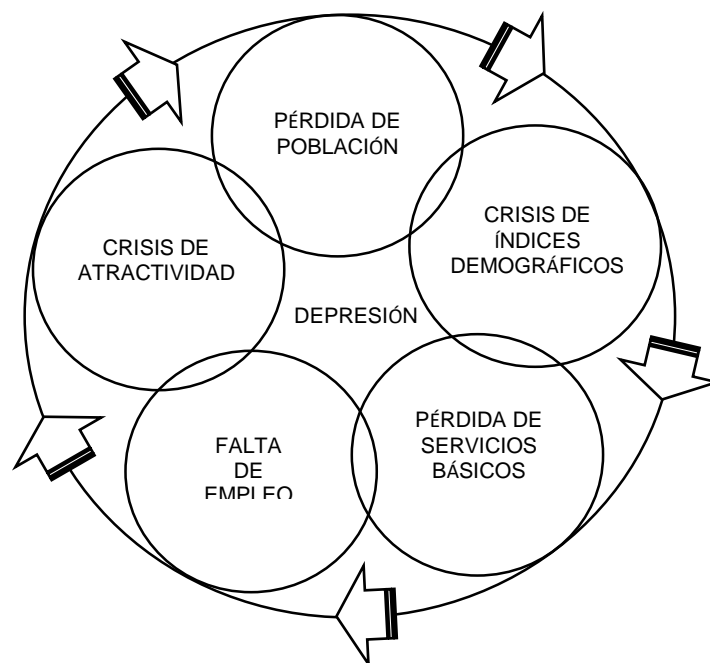 PÉRDIDA DE
POBLACIÓN
CRISIS DE
ÍNDICES
DEMOGRÁFICOS
PÉRDIDA DE
SERVICIOS
BÁSICOS
FALTA
DE
EMPLEO
CRISIS DE
ATRACTIVIDAD
DEPRESIÓN